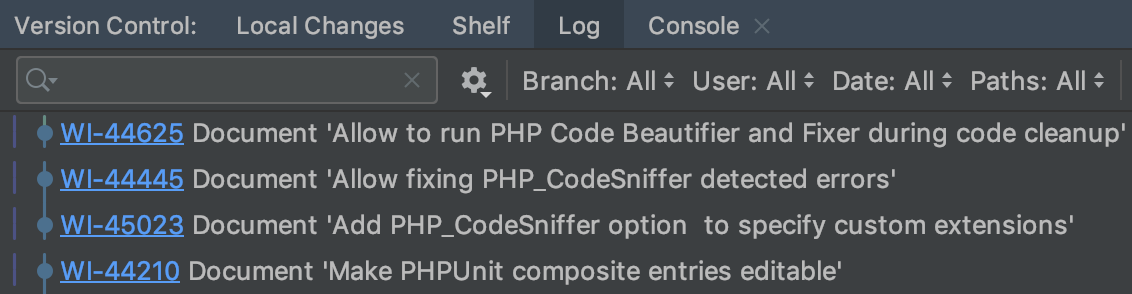 Version Control: Local Changes Shelf Log Console
Branch: All User: All Date: All Paths: All
WI-44625 Document 'Allow to run PHP Code Beautifier and Fixer during code cleanup'
WI-44445 Document 'Allow fixing PHP_CodeSniffer detected errors'
WI-45023 Document 'Add PHP_CodeSniffer option  to specify custom extensions'
WI-44210 Document 'Make PHPUnit composite entries editable'